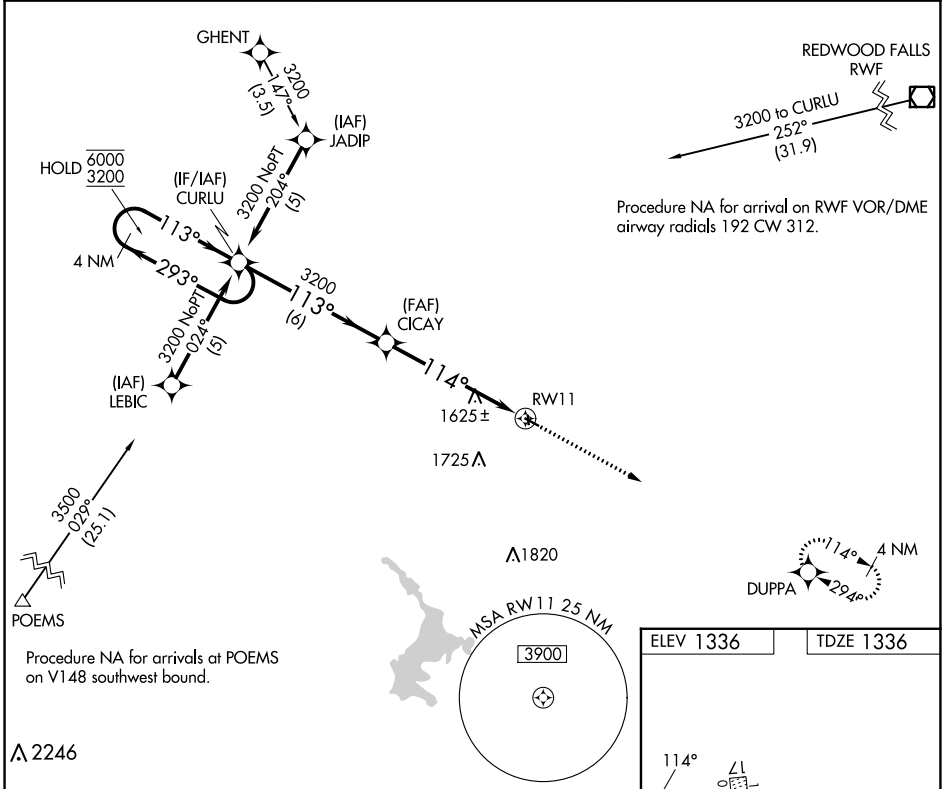 GHENT
3200
147°
(3.5)
(IAF)
JADIP
REDWOOD FALLS
RWF
3200 to CURLU
252°
(31.9)
Procedure NA for arrival on RWF VOR/DME
airway radials 192 CW 312.
HOLD 6000
3200
(IF/IAF)
CURLU
3200 NoPT
204°
(5)
113°
4 NM
293°
3200
113°
(6)
(FAF)
CICAY
3200 NoPT
024°
(5)
(IAF)
LEBIC
114°
1625±
RW11
1725
3500
029°
(25.1)
POEMS
1820
114°
4 NM
DUPPA
294°
Procedure NA for arrivals at POEMS
on V148 southwest bound.
MSA RW11 25 NM
3900
ELEV 1336
TDZE 1336
2246
114°
17